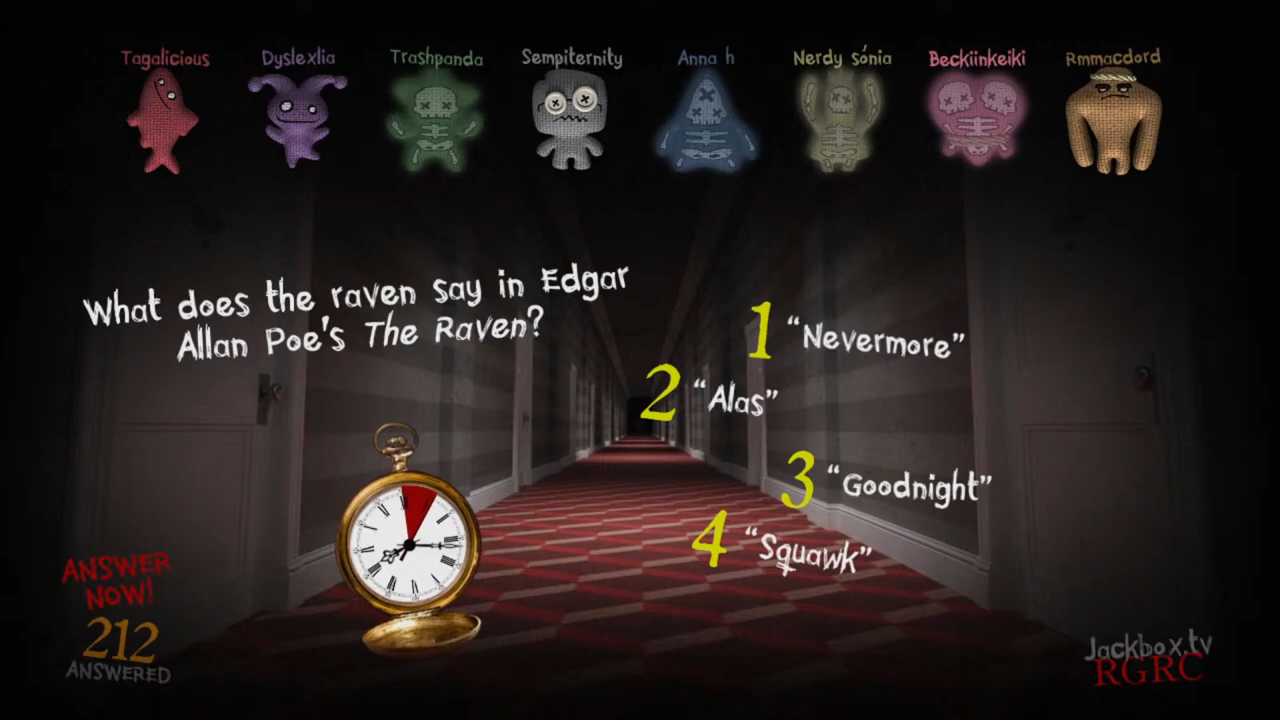 Tagalicious
Dyslexlia
Trashpanda
Sempiternity
Anna h
Nerdy sónia
Beckiinkeiki
Rmmacdord
What does the raven say in Edgar
Allan Poe's The Raven?
1 "Nevermore"
2 "Alas"
3 "Goodnight"
4 "Squawk"
ANSWER
NOW!
212
ANSWERED
Jackbox.tv
RGRC